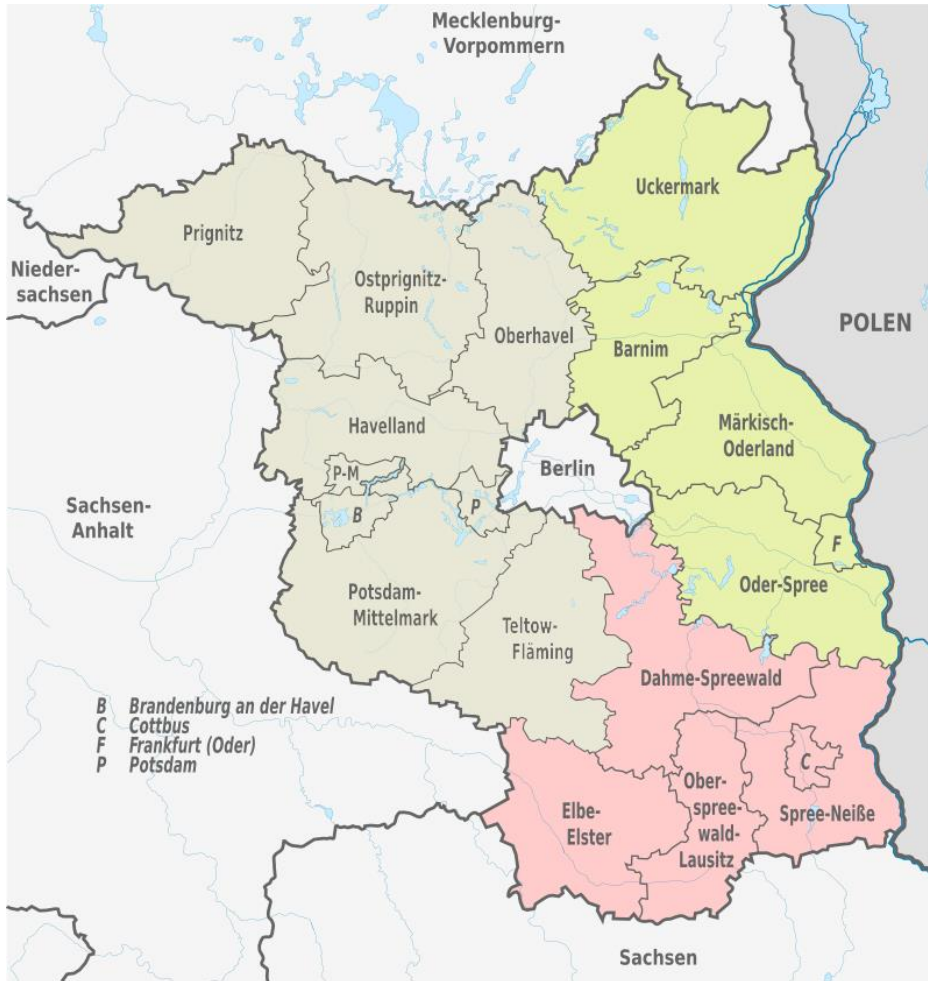 Mecklenburg-
Vorpommern
Uckermark
Prignitz
Nieder-
sachsen
Ostprignitz-
Ruppin
Oberhavel
Barnim
POLEN
Havelland
Märkisch-
Oderland
Berlin
P-M
Sachsen-
Anhalt
B
P
F
Oder-Spree
Potsdam-
Mittelmark
Teltow-
Fläming
Dahme-Spreewald
B Brandenburg an der Havel
C Cottbus
F Frankfurt (Oder)
P Potsdam
C
Elbe-
Elster
Ober-
spree-
wald-
Lausitz
Spree-Neiße
Sachsen